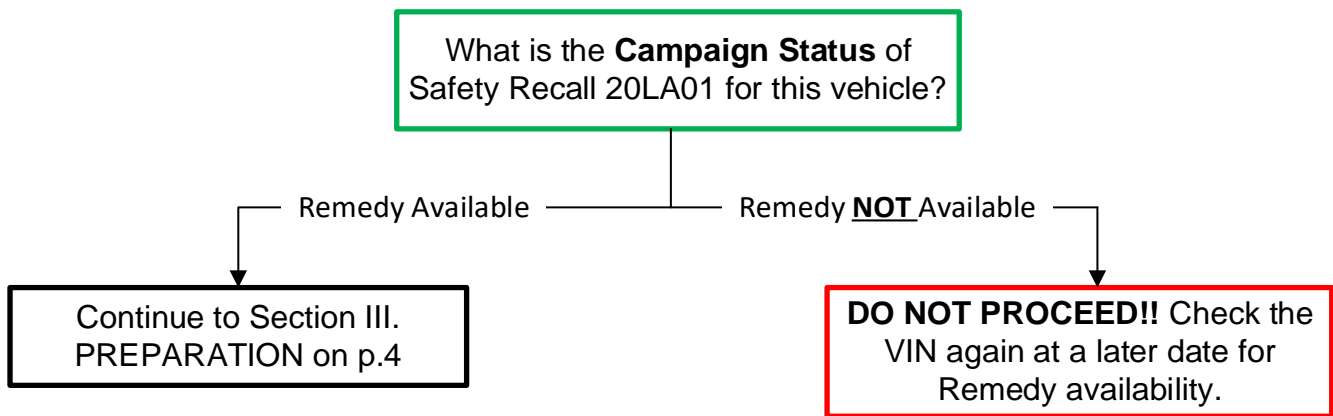 What is the Campaign Status of
Safety Recall 20LA01 for this vehicle?
Remedy Available
Remedy NOT Available
Continue to Section III.
PREPARATION on p.4
DO NOT PROCEED!! Check the
VIN again at a later date for
Remedy availability.